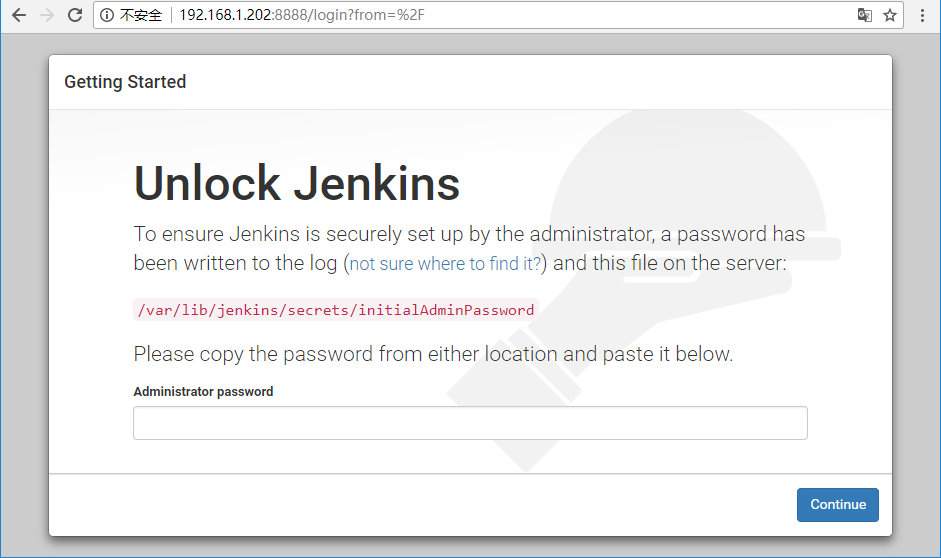 不安全 192.168.1.202:8888/login?from=%2F
Getting Started
Unlock Jenkins
To ensure Jenkins is securely set up by the administrator, a password has
been written to the log (not sure where to find it?) and this file on the server:
/var/lib/jenkins/secrets/initialAdminPassword
Please copy the password from either location and paste it below.
Administrator password
Continue